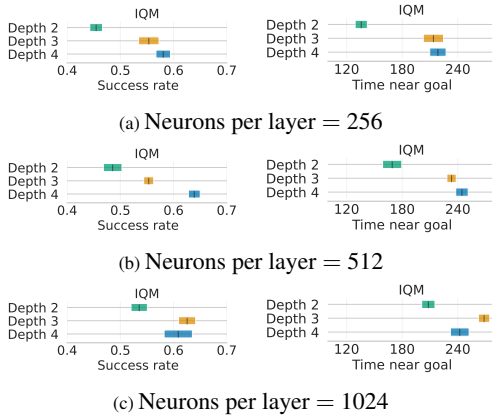 IQM
Depth 2
Depth 3
Depth 4
0.4 0.5 0.6 0.7
Success rate
IQM
Depth 2
Depth 3
Depth 4
120 180 240
Time near goal
(a) Neurons per layer = 256
IQM
Depth 2
Depth 3
Depth 4
0.4 0.5 0.6 0.7
Success rate
IQM
Depth 2
Depth 3
Depth 4
120 180 240
Time near goal
(b) Neurons per layer = 512
IQM
Depth 2
Depth 3
Depth 4
0.4 0.5 0.6 0.7
Success rate
IQM
Depth 2
Depth 3
Depth 4
120 180 240
Time near goal
(c) Neurons per layer = 1024